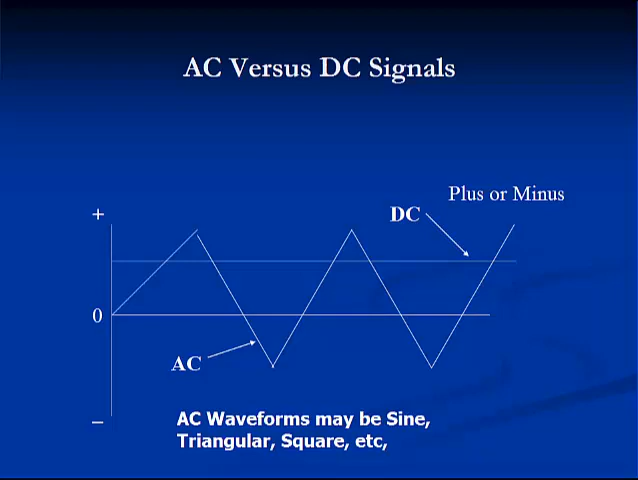 AC Versus DC Signals
Plus or Minus
+
DC
0
AC
–
AC Waveforms may be Sine,
Triangular, Square, etc,